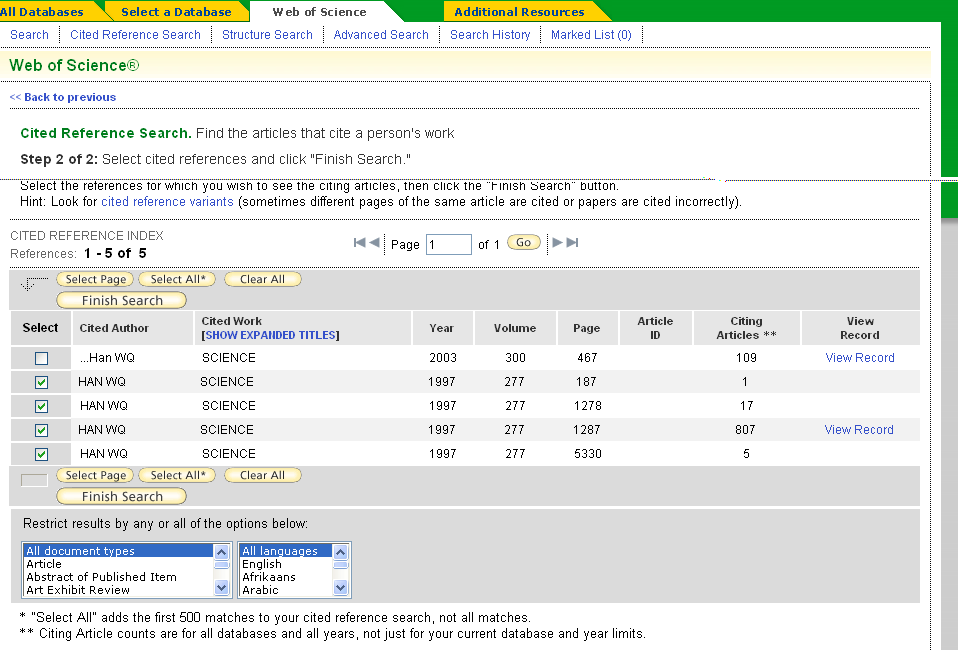 All Databases Select a Database Web of Science Additional Resources
Search Cited Reference Search Structure Search Advanced Search Search History Marked List (0)
Web of Science®
<< Back to previous
Cited Reference Search. Find the articles that cite a person's work
Step 2 of 2: Select cited references and click "Finish Search."
Select the references for which you wish to see the citing articles, then click the "Finish Search" button.
Hint: Look for cited reference variants (sometimes different pages of the same article are cited or papers are cited incorrectly).
CITED REFERENCE INDEX
References: 1 - 5 of 5
Page 1 of 1 Go
Select Page Select All* Clear All
Finish Search
Select Cited Author Cited Work [SHOW EXPANDED TITLES] Year Volume Page Article ID Citing Articles ** View Record
...Han WQ SCIENCE 2003 300 467 109 View Record
HAN WQ SCIENCE 1997 277 187 1
HAN WQ SCIENCE 1997 277 1278 17
HAN WQ SCIENCE 1997 277 1287 807 View Record
HAN WQ SCIENCE 1997 277 5330 5
Select Page Select All* Clear All
Finish Search
Restrict results by any or all of the options below:
All document types All languages
Article English
Abstract of Published Item Afrikaans
Art Exhibit Review Arabic
* "Select All" adds the first 500 matches to your cited reference search, not all matches.
** Citing Article counts are for all databases and all years, not just for your current database and year limits.